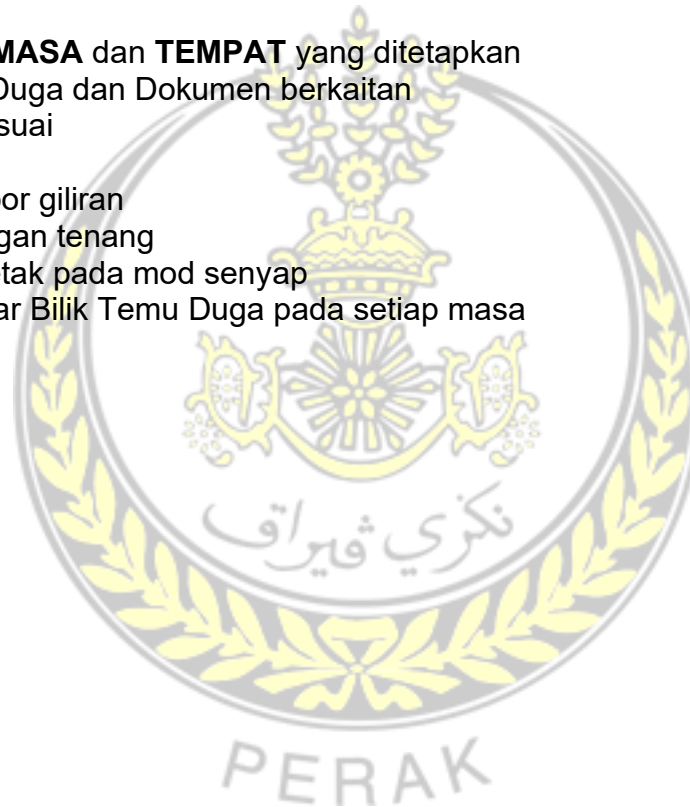 MASA dan TEMPAT yang ditetapkan
Duga dan Dokumen berkaitan
suai
or giliran
gan tenang
etak pada mod senyap
ar Bilik Temu Duga pada setiap masa
نكري ڤيراق
PERAK